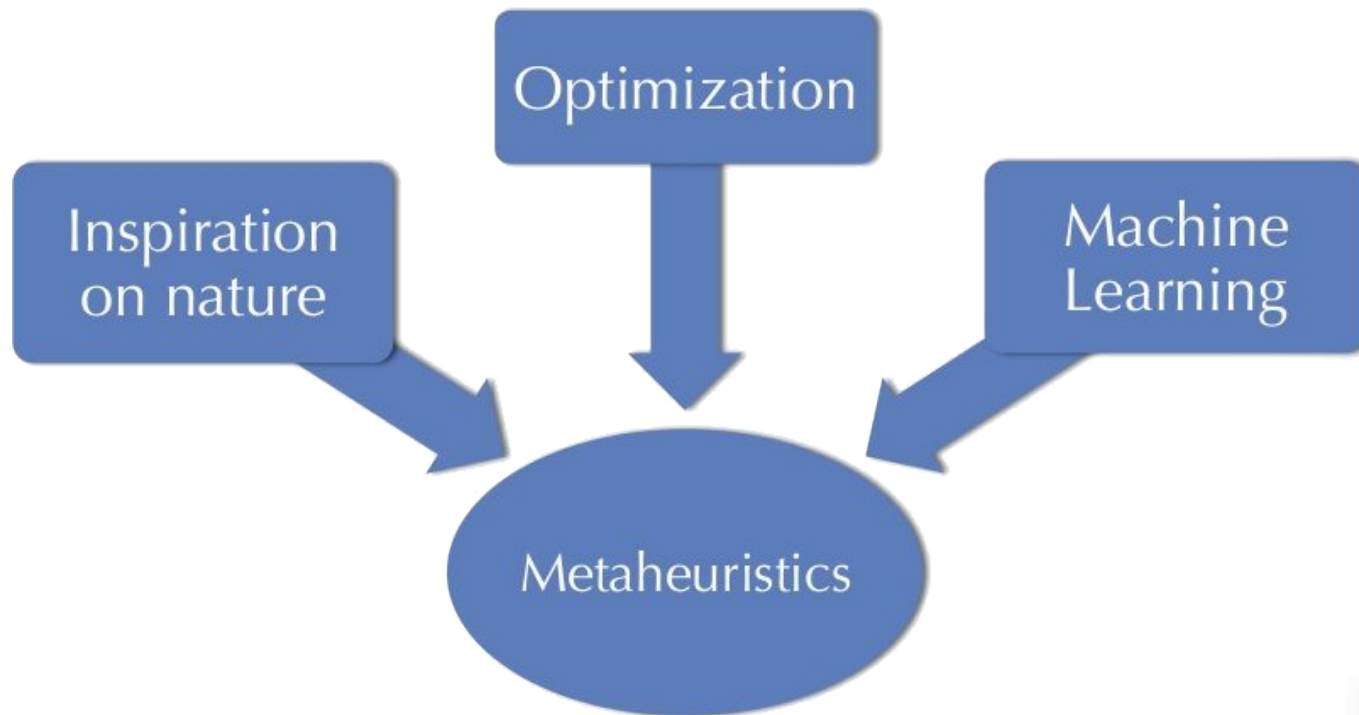 Optimization
Inspiration
on nature
Machine
Learning
Metaheuristics